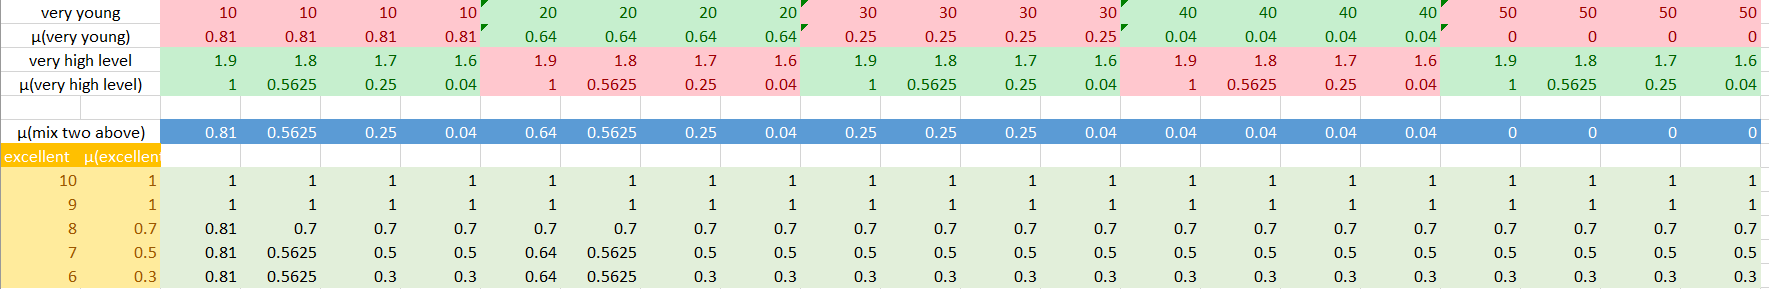 very young 10 10 10 10 20 20 20 20 30 30 30 30 40 40 40 40 50 50 50 50
μ(very young) 0.81 0.81 0.81 0.81 0.64 0.64 0.64 0.64 0.25 0.25 0.25 0.25 0.04 0.04 0.04 0.04 0 0 0 0
very high level 1.9 1.8 1.7 1.6 1.9 1.8 1.7 1.6 1.9 1.8 1.7 1.6 1.9 1.8 1.7 1.6 1.9 1.8 1.7 1.6
μ(very high level) 1 0.5625 0.25 0.04 1 0.5625 0.25 0.04 1 0.5625 0.25 0.04 1 0.5625 0.25 0.04 1 0.5625 0.25 0.04
μ(mix two above) 0.81 0.5625 0.25 0.04 0.64 0.5625 0.25 0.04 0.25 0.25 0.25 0.04 0.04 0.04 0.04 0.04 0 0 0 0
excellent μ(excellent
10 1 1 1 1 1 1 1 1 1 1 1 1 1 1 1 1 1 1 1 1 1
9 1 1 1 1 1 1 1 1 1 1 1 1 1 1 1 1 1 1 1 1 1
8 0.7 0.81 0.7 0.7 0.7 0.7 0.7 0.7 0.7 0.7 0.7 0.7 0.7 0.7 0.7 0.7 0.7 0.7 0.7 0.7 0.7
7 0.5 0.81 0.5625 0.5 0.5 0.64 0.5625 0.5 0.5 0.5 0.5 0.5 0.5 0.5 0.5 0.5 0.5 0.5 0.5 0.5 0.5
6 0.3 0.81 0.5625 0.3 0.3 0.64 0.5625 0.3 0.3 0.3 0.3 0.3 0.3 0.3 0.3 0.3 0.3 0.3 0.3 0.3 0.3